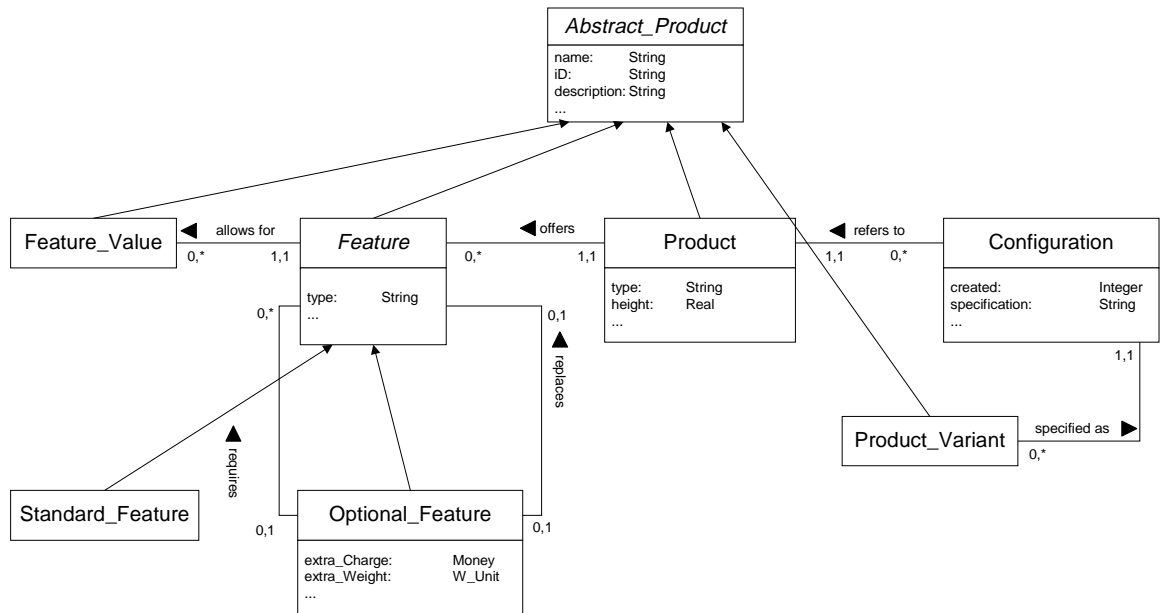 Abstract_Product
name: String
iD: String
description: String
...
Feature_Value
allows for
0,*
1,1
Feature
type: String
...
offers
0,*
1,1
Product
type: String
height: Real
...
refers to
1,1
0,*
Configuration
created: Integer
specification: String
...
0,*
0,1
replaces
requires
1,1
Product_Variant
specified as
0,*
Standard_Feature
0,1
Optional_Feature
0,1
extra_Charge: Money
extra_Weight: W_Unit
...